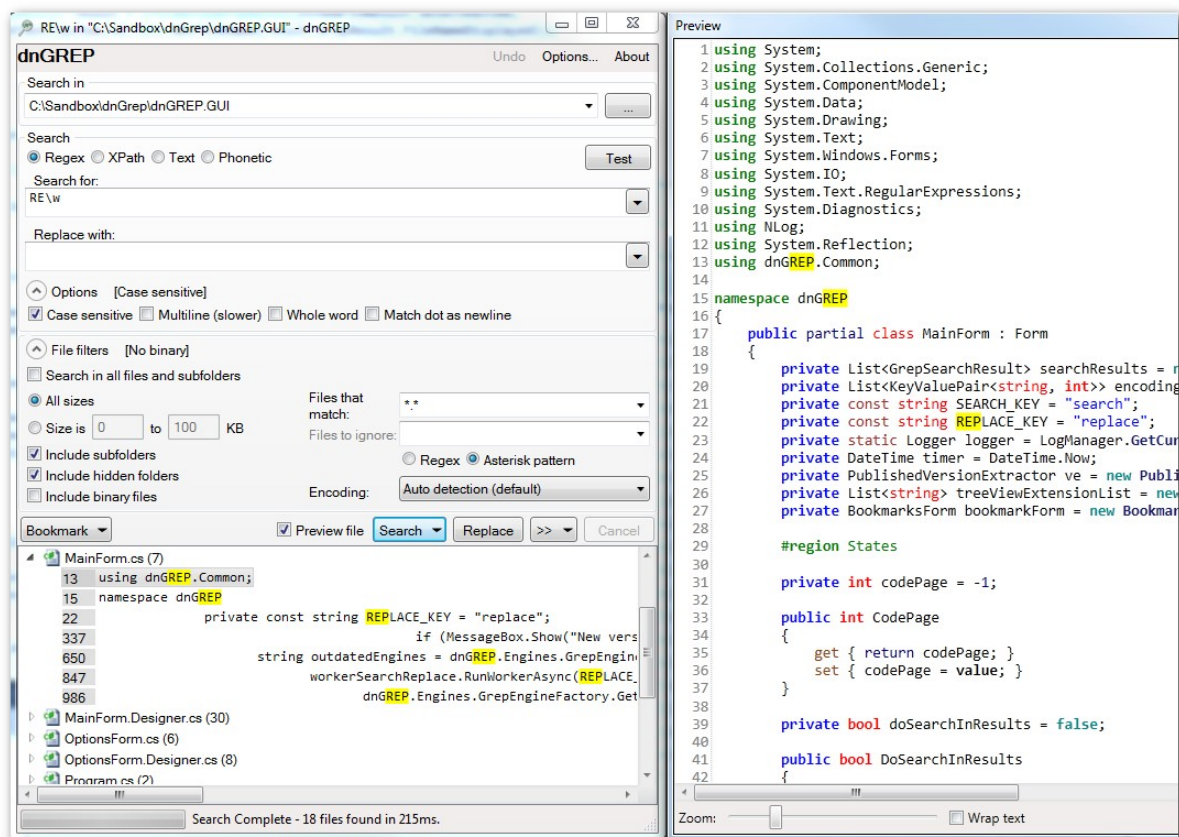 RE\w in "C:\Sandbox\dnGrep\dnGREP.GUI" - dnGREP
dnGREP Undo Options... About
Search in
C:\Sandbox\dnGrep\dnGREP.GUI ...
Search
Regex XPath Text Phonetic Test
Search for:
RE\w
Replace with:
Options [Case sensitive]
Case sensitive Multiline (slower) Whole word Match dot as newline
File filters [No binary]
Search in all files and subfolders
All sizes
Files that match: *.*
Size is 0 to 100 KB
Files to ignore:
Include subfolders
Regex Asterisk pattern
Include hidden folders
Include binary files
Encoding: Auto detection (default)
Bookmark Preview file Search Replace >> Cancel
MainForm.cs (7)
13 using dnGREP.Common;
15 namespace dnGREP
22 private const string REPLACE_KEY = "replace";
337 if (MessageBox.Show("New vers
650 string outdatedEngines = dnGREP.Engines.GrepEngin
847 workerSearchReplace.RunWorkerAsync(REPLACE_
986 dnGREP.Engines.GrepEngineFactory.Get
MainForm.Designer.cs (30)
OptionsForm.cs (6)
OptionsForm.Designer.cs (8)
Program.cs (2)
Search Complete - 18 files found in 215ms.
Preview
1 using System;
2 using System.Collections.Generic;
3 using System.ComponentModel;
4 using System.Data;
5 using System.Drawing;
6 using System.Text;
7 using System.Windows.Forms;
8 using System.IO;
9 using System.Text.RegularExpressions;
10 using System.Diagnostics;
11 using NLog;
12 using System.Reflection;
13 using dnGREP.Common;
14
15 namespace dnGREP
16 {
17 public partial class MainForm : Form
18 {
19 private List<GrepSearchResult> searchResults = n
20 private List<KeyValuePair<string, int>> encoding
21 private const string SEARCH_KEY = "search";
22 private const string REPLACE_KEY = "replace";
23 private static Logger logger = LogManager.GetCur
24 private DateTime timer = DateTime.Now;
25 private PublishedVersionExtractor ve = new Publi
26 private List<string> treeViewExtensionList = new
27 private BookmarksForm bookmarkForm = new Bookmar
28
29 #region States
30
31 private int codePage = -1;
32
33 public int CodePage
34 {
35 get { return codePage; }
36 set { codePage = value; }
37 }
38
39 private bool doSearchInResults = false;
40
41 public bool DoSearchInResults
42 {
Zoom: Wrap text